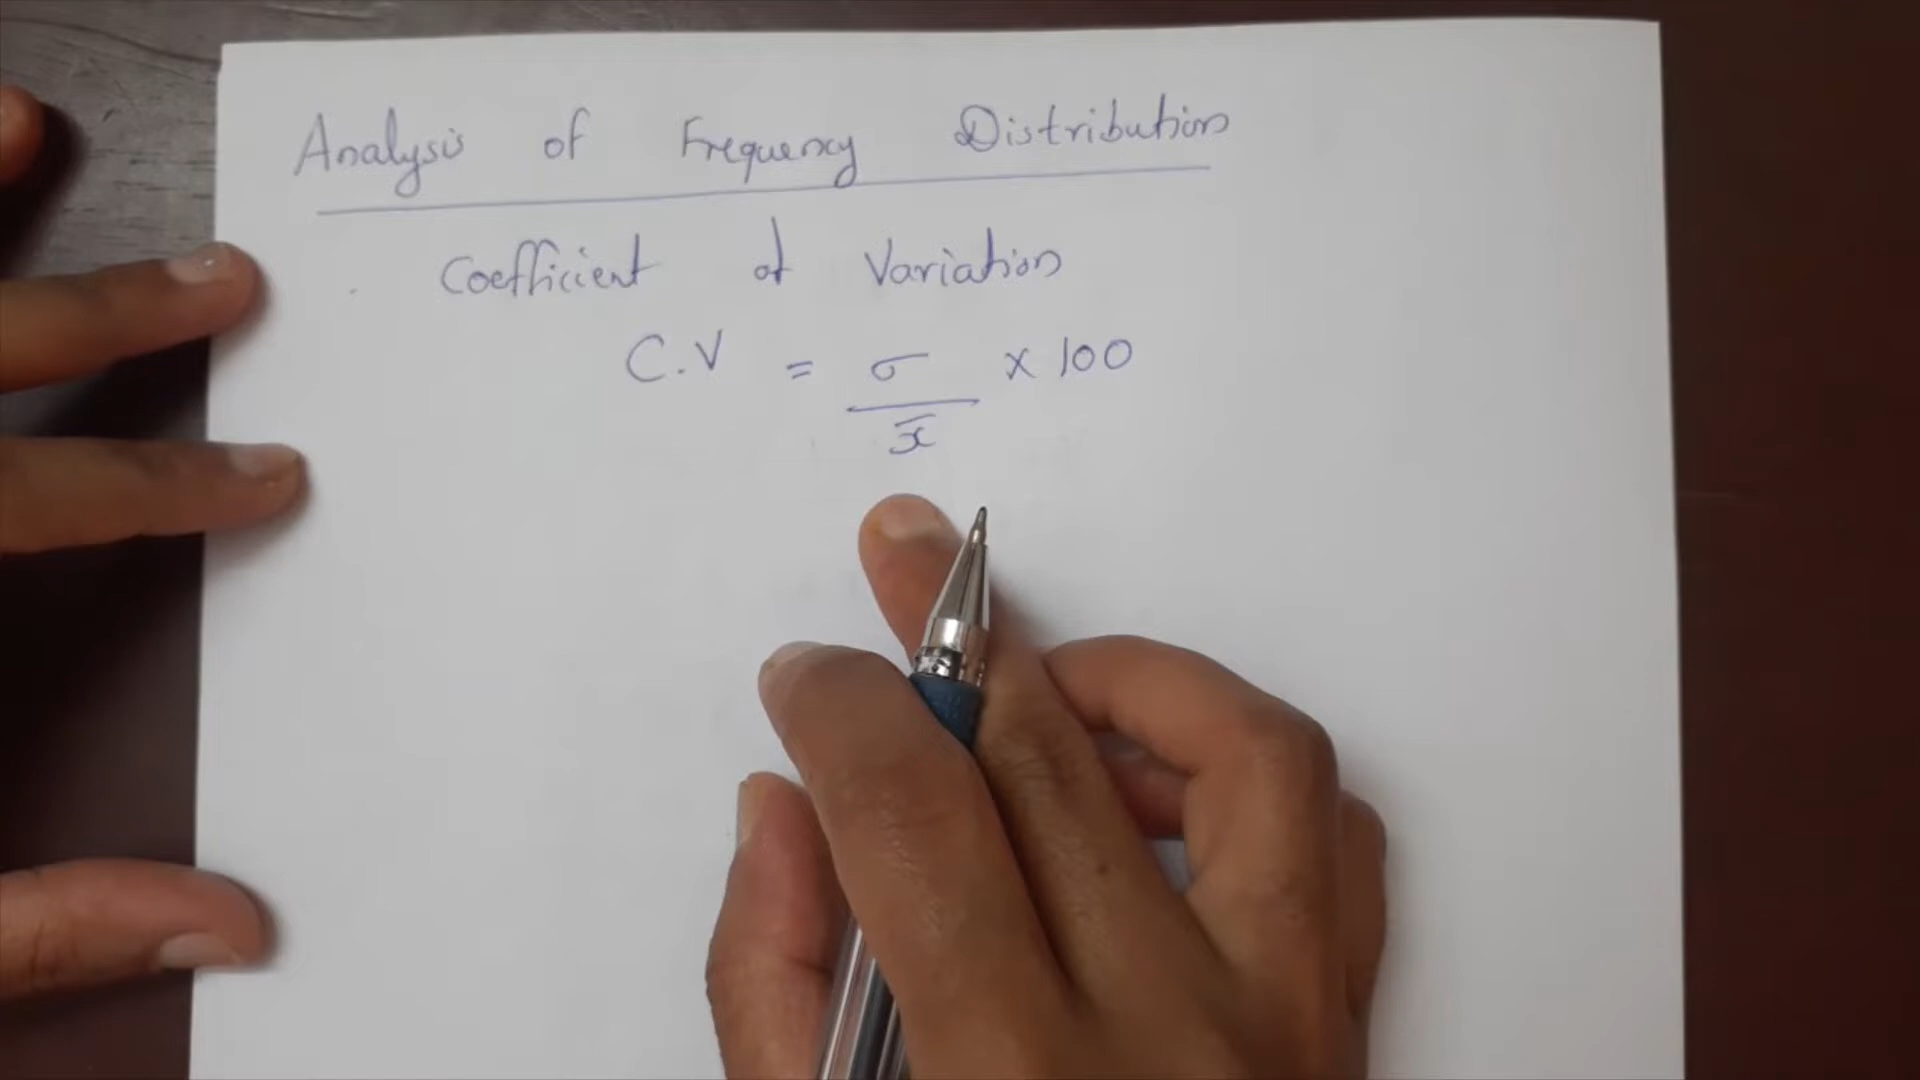 Analysis of Frequency Distribution
Coefficient of Variation
C.V = σ / x̄ × 100